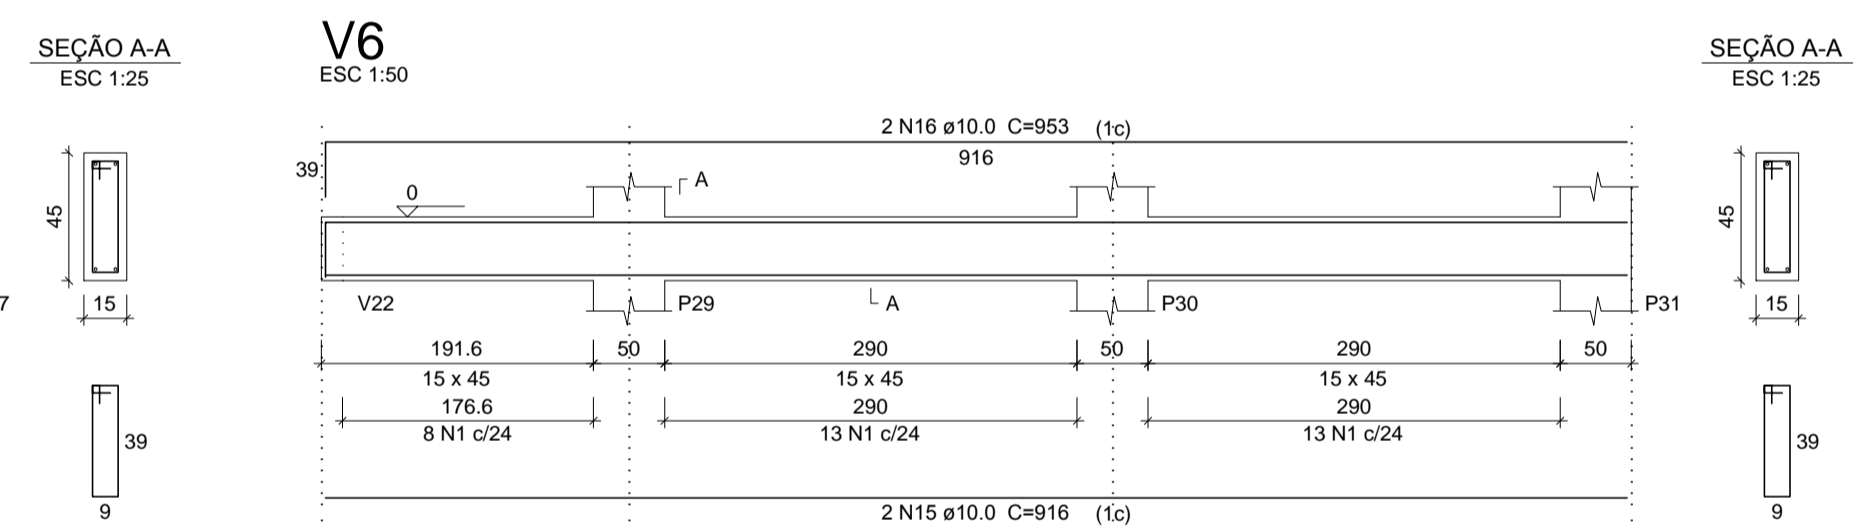 SEÇÃO A-A
ESC 1:25
45
15
7
39
9
V6
ESC 1:50
2 N16 ø10.0 C=953 (1c)
916
39
A
0
V22
P29
A
P30
P31
191.6
50
290
50
290
50
15 x 45
15 x 45
15 x 45
176.6
290
290
8 N1 c/24
13 N1 c/24
13 N1 c/24
2 N15 ø10.0 C=916 (1c)
SEÇÃO A-A
ESC 1:25
45
15
39
9